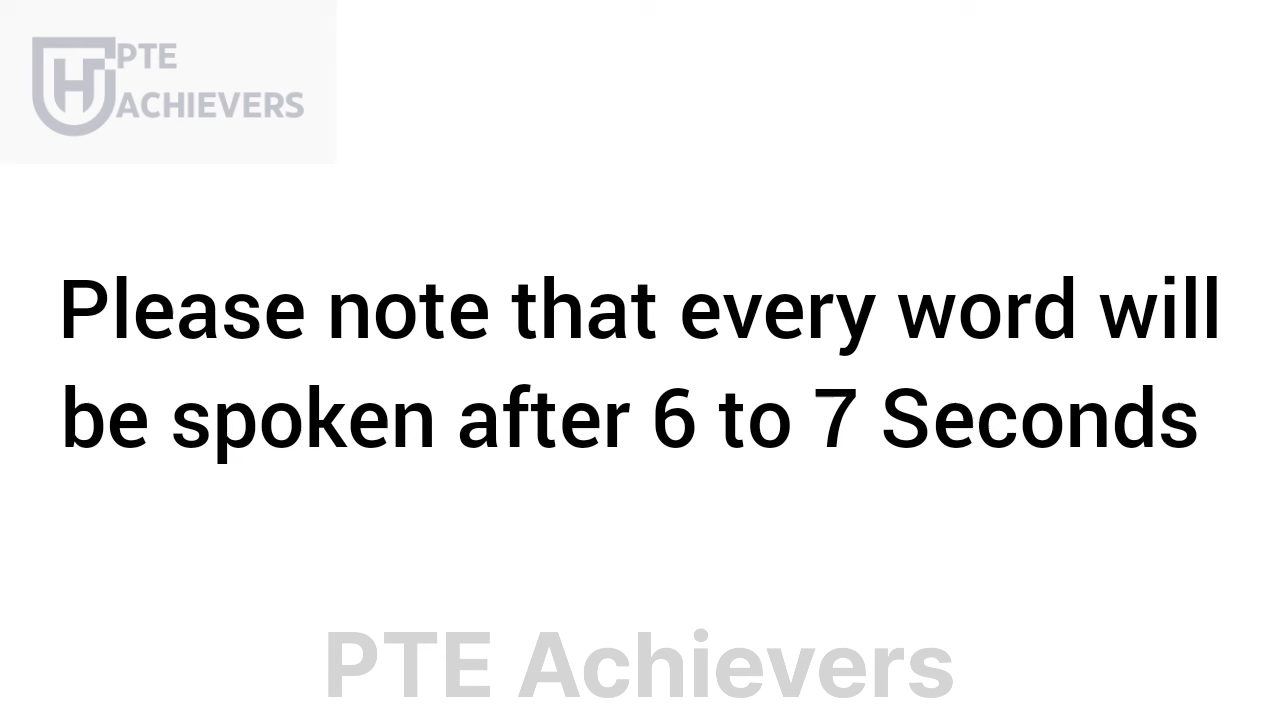 PTE
ACHIEVERS
Please note that every word will
be spoken after 6 to 7 Seconds
PTE Achievers